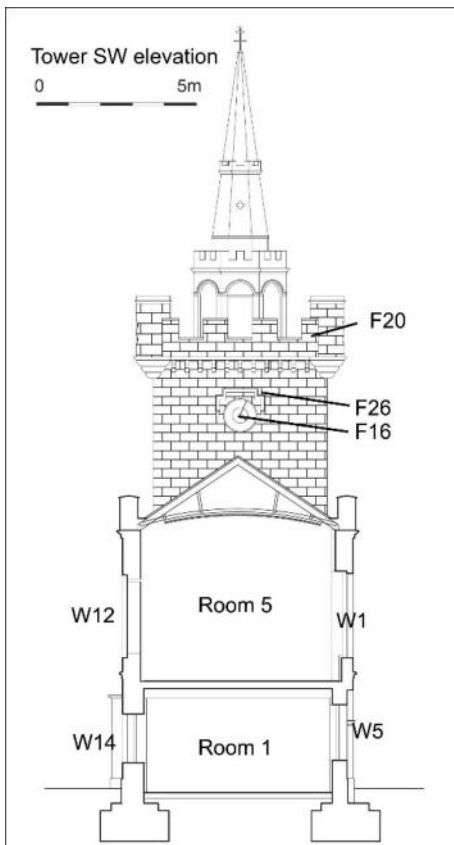 Tower SW elevation
0 5m
F20
F26
F16
W12 Room 5 W1
W14 Room 1 W5